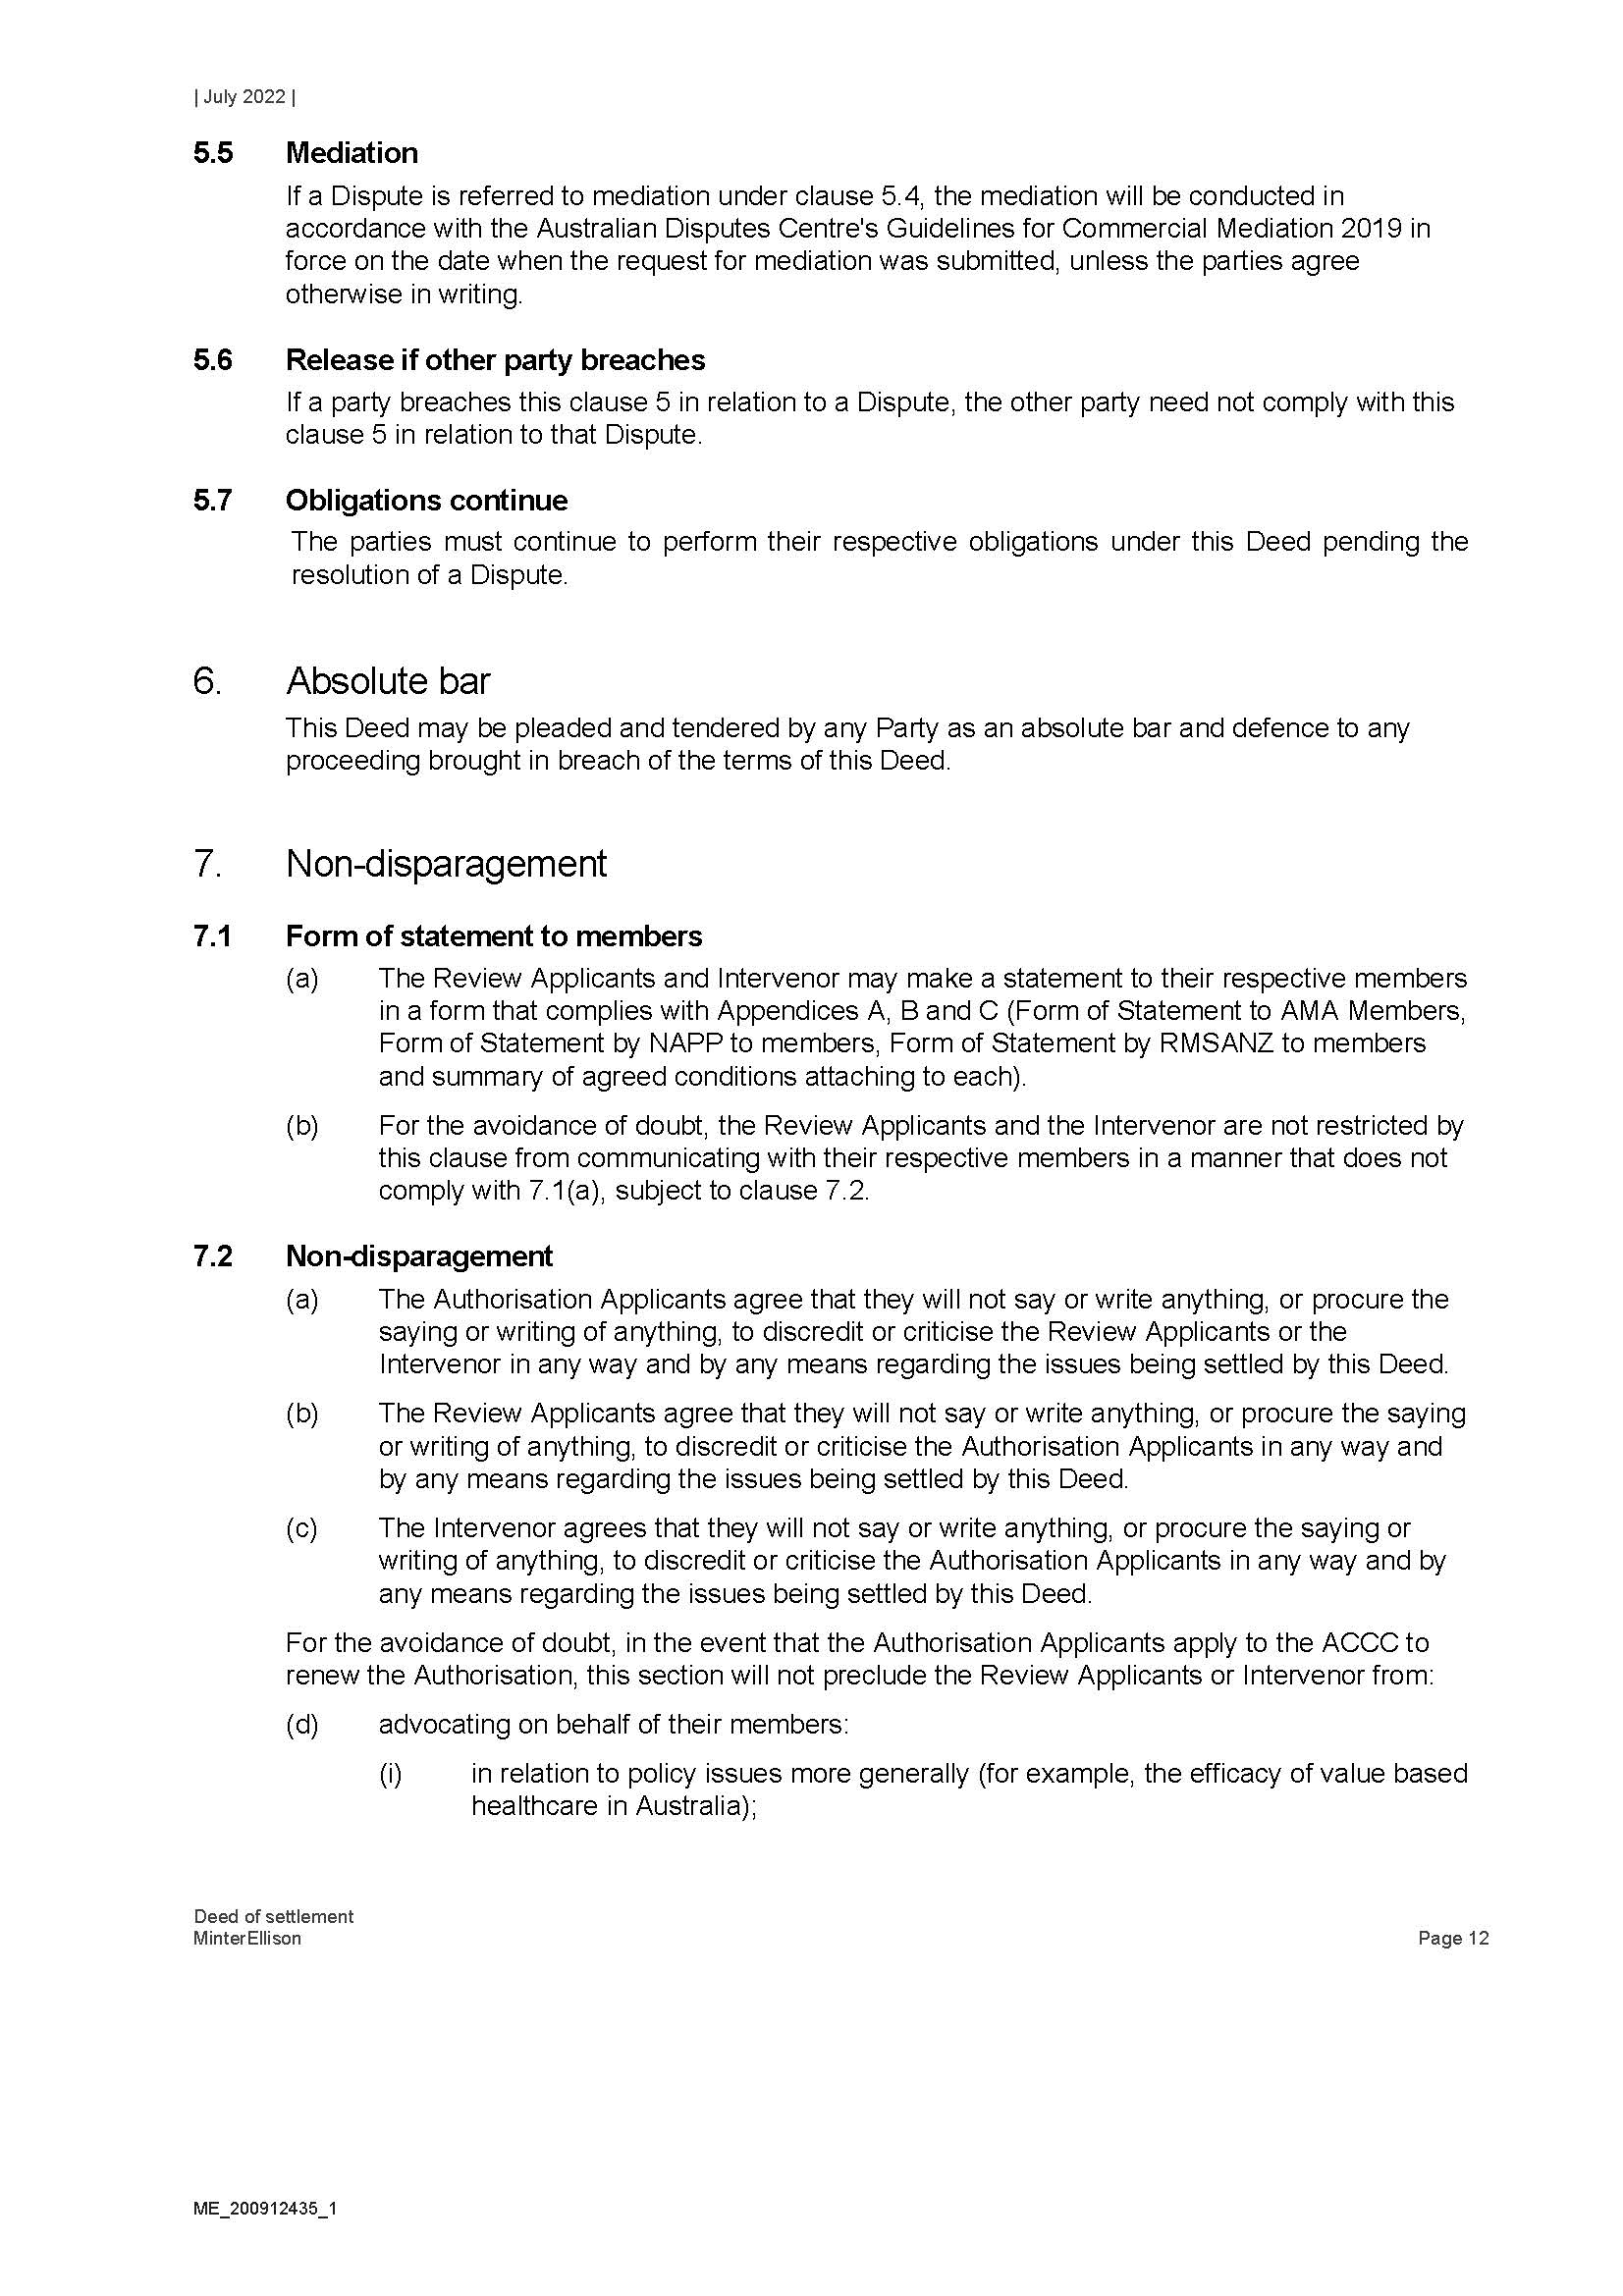 | July 2022 |
5.5 Mediation
If a Dispute is referred to mediation under clause 5.4, the mediation will be conducted in
accordance with the Australian Disputes Centre's Guidelines for Commercial Mediation 2019 in
force on the date when the request for mediation was submitted, unless the parties agree
otherwise in writing.
5.6 Release if other party breaches
If a party breaches this clause 5 in relation to a Dispute, the other party need not comply with this
clause 5 in relation to that Dispute.
5.7 Obligations continue
The parties must continue to perform their respective obligations under this Deed pending the
resolution of a Dispute.
6. Absolute bar
This Deed may be pleaded and tendered by any Party as an absolute bar and defence to any
proceeding brought in breach of the terms of this Deed.
7. Non-disparagement
7.1 Form of statement to members
(a) The Review Applicants and Intervenor may make a statement to their respective members
in a form that complies with Appendices A, B and C (Form of Statement to AMA Members,
Form of Statement by NAPP to members, Form of Statement by RMSANZ to members
and summary of agreed conditions attaching to each).
(b) For the avoidance of doubt, the Review Applicants and the Intervenor are not restricted by
this clause from communicating with their respective members in a manner that does not
comply with 7.1(a), subject to clause 7.2.
7.2 Non-disparagement
(a) The Authorisation Applicants agree that they will not say or write anything, or procure the
saying or writing of anything, to discredit or criticise the Review Applicants or the
Intervenor in any way and by any means regarding the issues being settled by this Deed.
(b) The Review Applicants agree that they will not say or write anything, or procure the saying
or writing of anything, to discredit or criticise the Authorisation Applicants in any way and
by any means regarding the issues being settled by this Deed.
(c) The Intervenor agrees that they will not say or write anything, or procure the saying or
writing of anything, to discredit or criticise the Authorisation Applicants in any way and by
any means regarding the issues being settled by this Deed.
For the avoidance of doubt, in the event that the Authorisation Applicants apply to the ACCC to
renew the Authorisation, this section will not preclude the Review Applicants or Intervenor from:
(d) advocating on behalf of their members:
(i) in relation to policy issues more generally (for example, the efficacy of value based
healthcare in Australia);
Deed of settlement
MinterEllison Page 12
ME_200912435_1